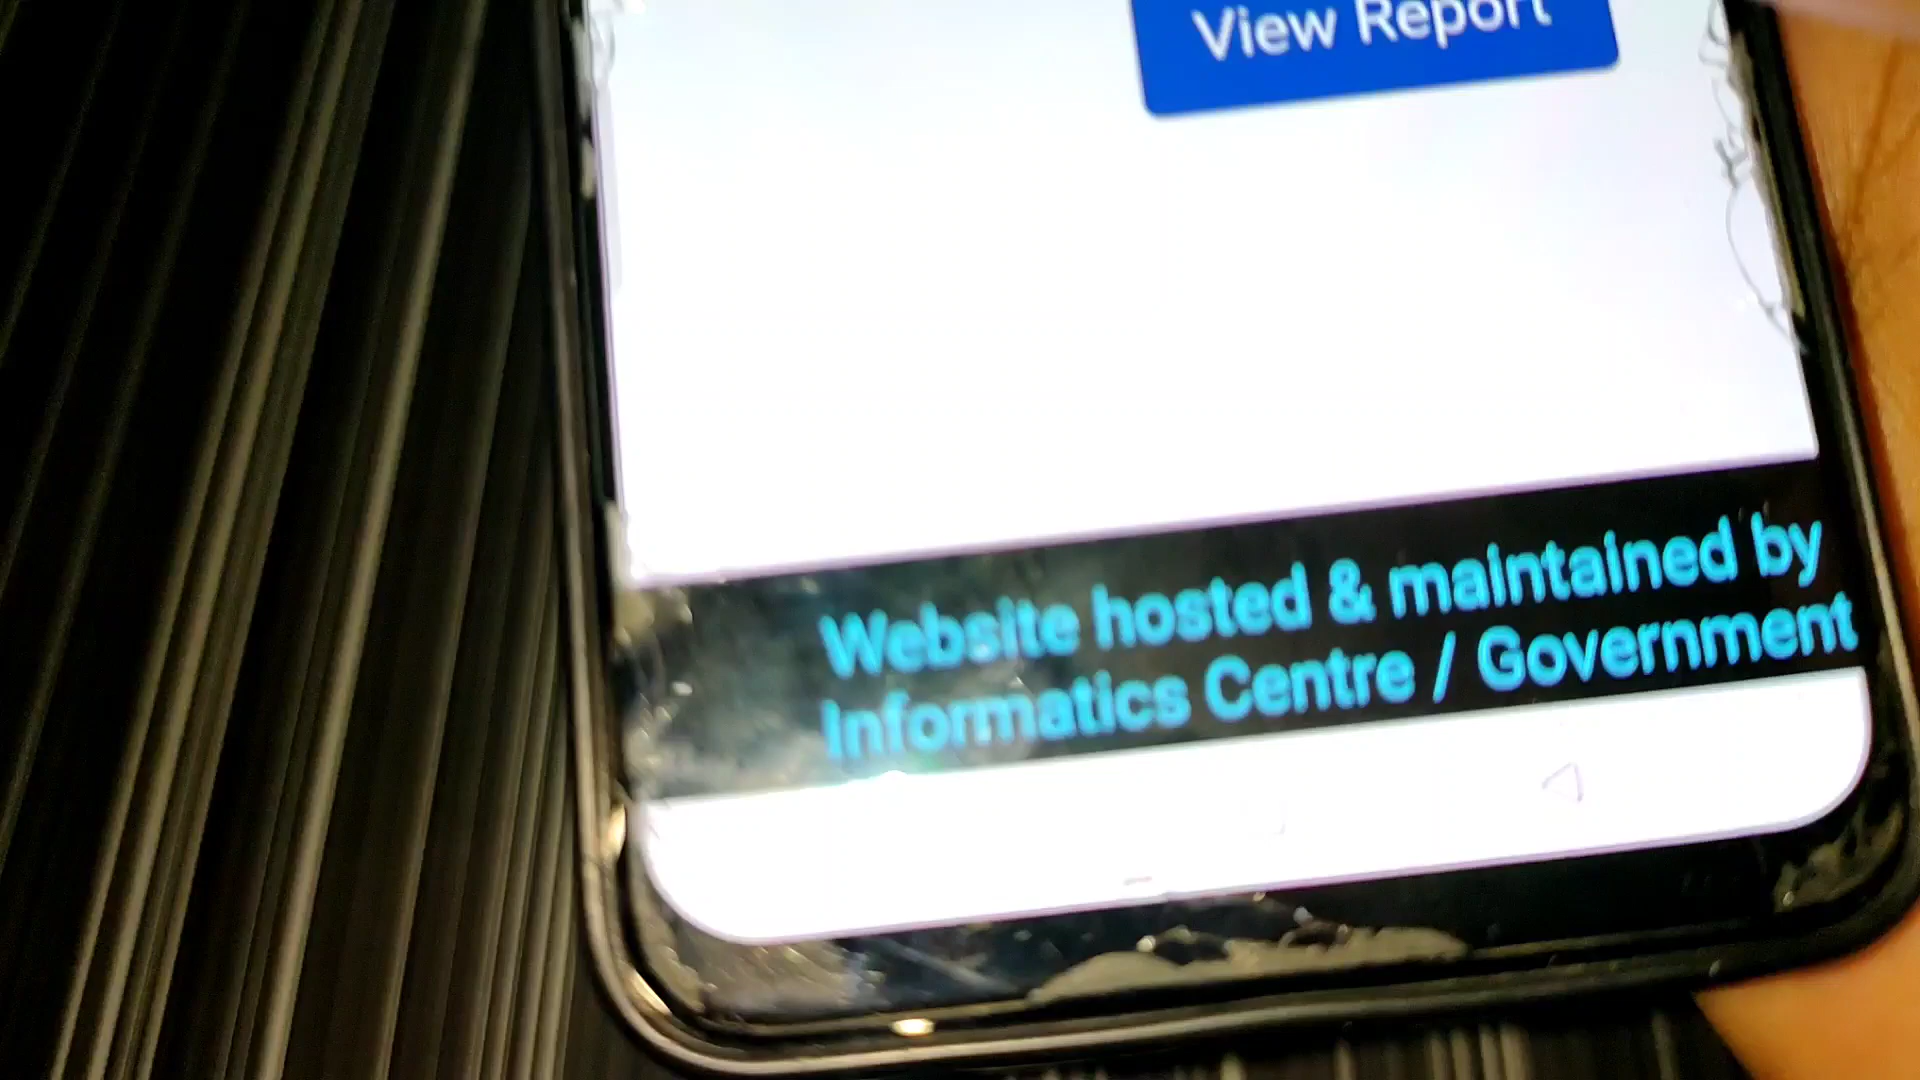 View Report
Website hosted & maintained by
Informatics Centre / Government